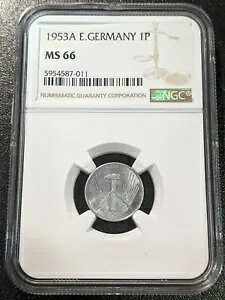 1953A E.GERMANY 1P
MS 66
5954587-011
NUMISMATIC GUARANTY CORPORATION
NGC